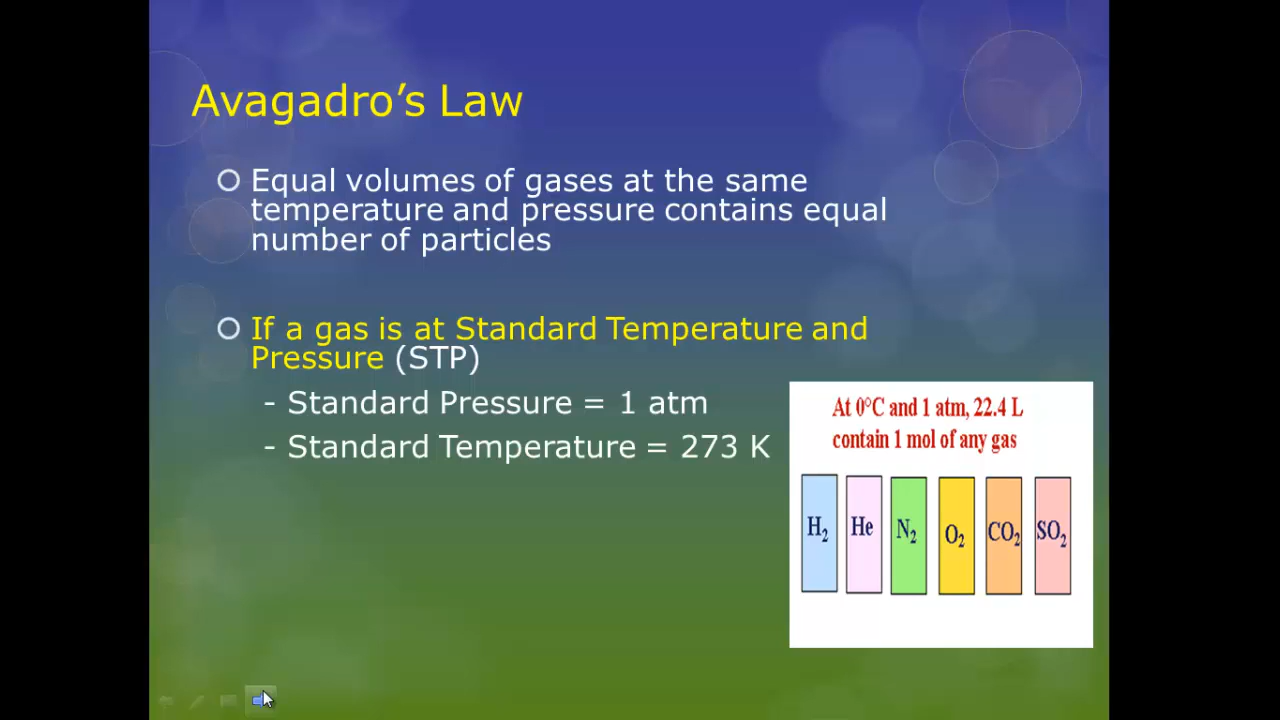 Avagadro's Law
Equal volumes of gases at the same
temperature and pressure contains equal
number of particles
If a gas is at Standard Temperature and
Pressure (STP)
- Standard Pressure = 1 atm
- Standard Temperature = 273 K
At 0°C and 1 atm, 22.4 L
contain 1 mol of any gas
H₂ He N₂ O₂ CO₂ SO₂